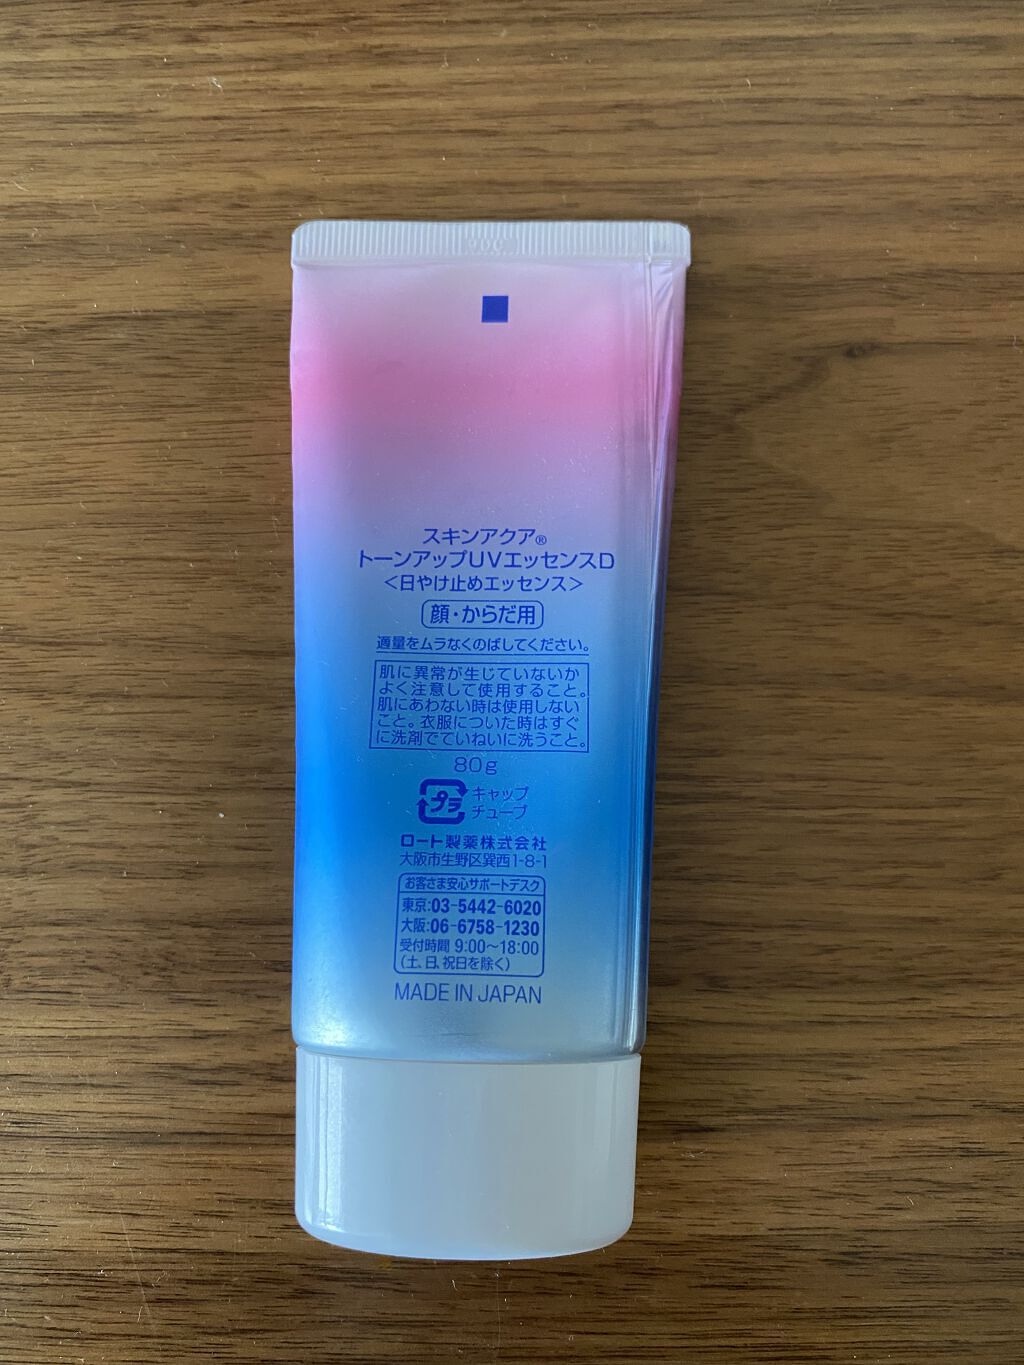 スキンアクア®
トーンアップUVエッセンスD
<日やけ止めエッセンス>
顔・からだ用
適量をムラなくのばしてください。
肌に異常が生じていないか
よく注意して使用すること。
肌にあわない時は使用しない
こと。衣服についた時はすぐ
に洗剤でていねいに洗うこと。
80g
プラ キャップ
チューブ
ロート製薬株式会社
大阪市生野区巽西1-8-1
お客さま安心サポートデスク
東京:03-5442-6020
大阪:06-6758-1230
受付時間 9:00〜18:00
(土、日、祝日を除く)
MADE IN JAPAN